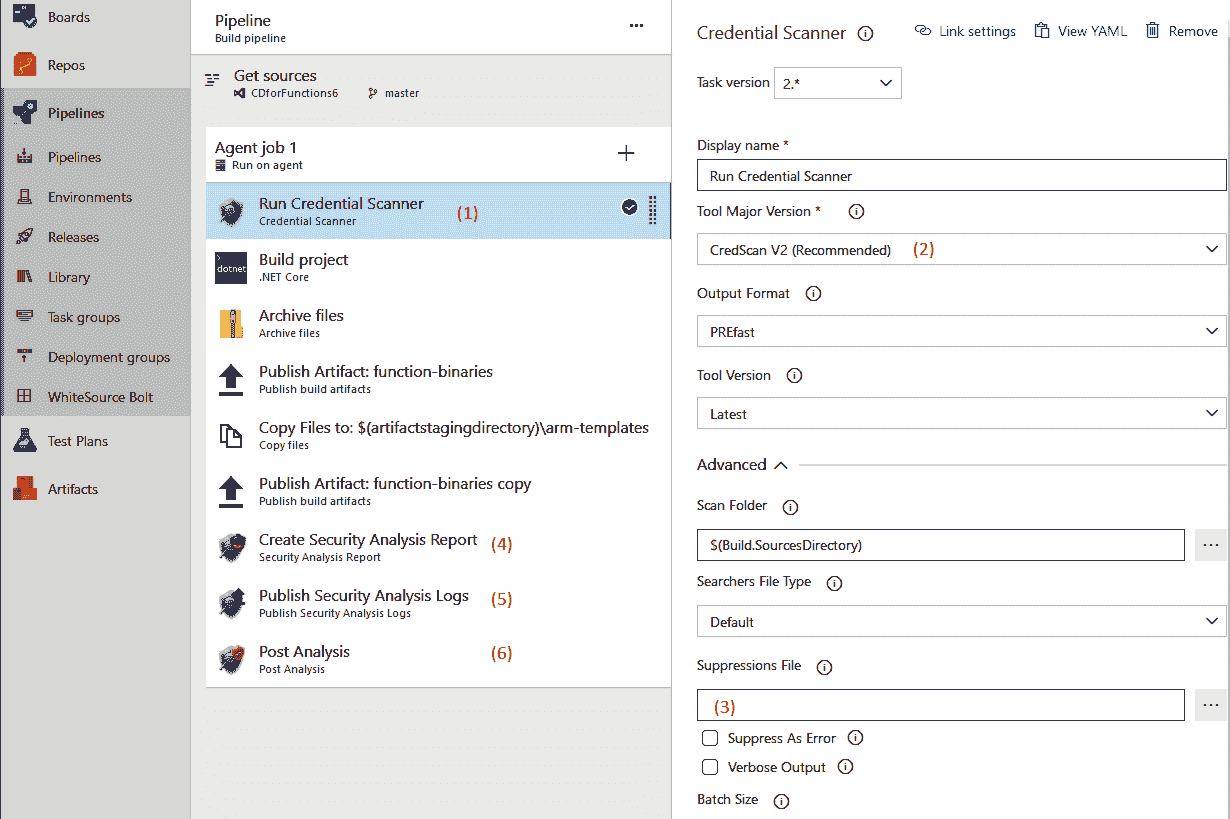 Boards
Repos
Pipelines
Pipelines
Environments
Releases
Library
Task groups
Deployment groups
WhiteSource Bolt
Test Plans
Artifacts
Pipeline
Build pipeline
Get sources
CDforFunctions6 master
Agent job 1
Run on agent
Run Credential Scanner
Credential Scanner
(1)
dotnet
Build project
.NET Core
Archive files
Archive files
Publish Artifact: function-binaries
Publish build artifacts
Copy Files to: $(artifactstagingdirectory)\arm-templates
Copy files
Publish Artifact: function-binaries copy
Publish build artifacts
Create Security Analysis Report (4)
Security Analysis Report
Publish Security Analysis Logs (5)
Publish Security Analysis Logs
Post Analysis (6)
Post Analysis
Credential Scanner
Link settings View YAML Remove
Task version 2.*
Display name *
Run Credential Scanner
Tool Major Version *
CredScan V2 (Recommended) (2)
Output Format
PREfast
Tool Version
Latest
Advanced
Scan Folder
$(Build.SourcesDirectory)
Searchers File Type
Default
Suppressions File
(3)
Suppress As Error
Verbose Output
Batch Size